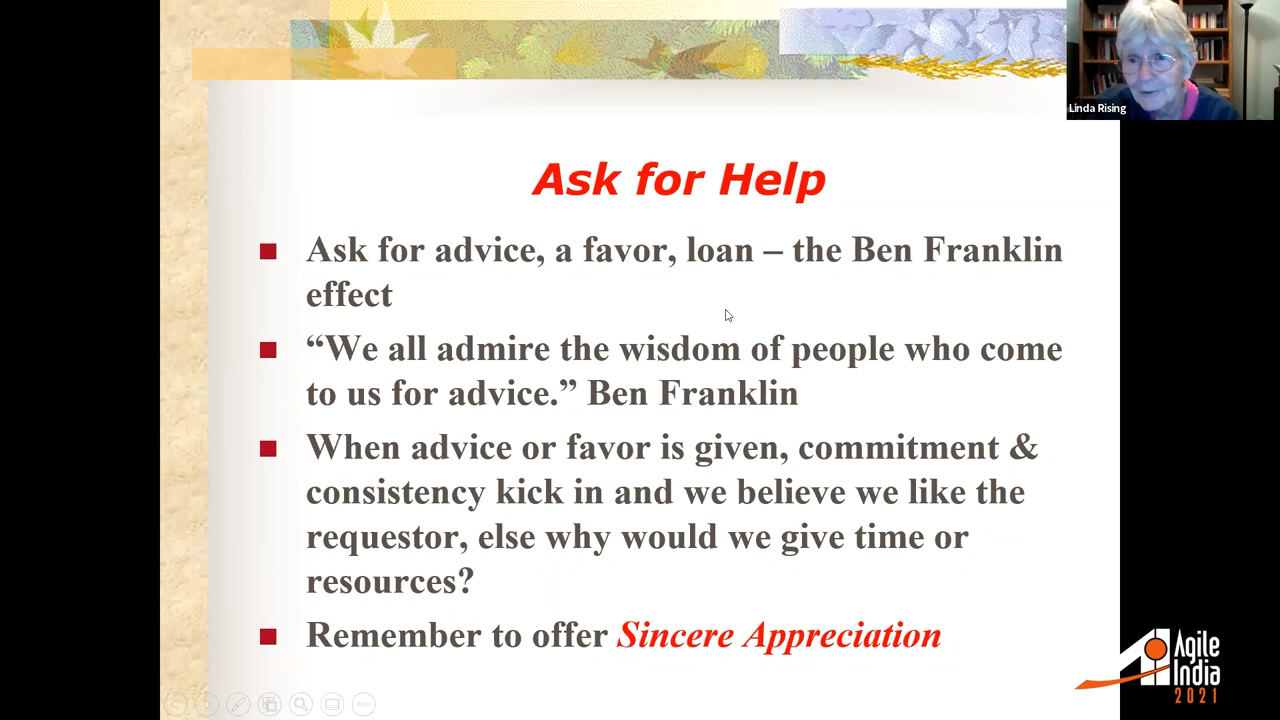 Linda Rising
Ask for Help
Ask for advice, a favor, loan – the Ben Franklin
effect
“We all admire the wisdom of people who come
to us for advice.” Ben Franklin
When advice or favor is given, commitment &
consistency kick in and we believe we like the
requestor, else why would we give time or
resources?
Remember to offer Sincere Appreciation
Agile
India
2021